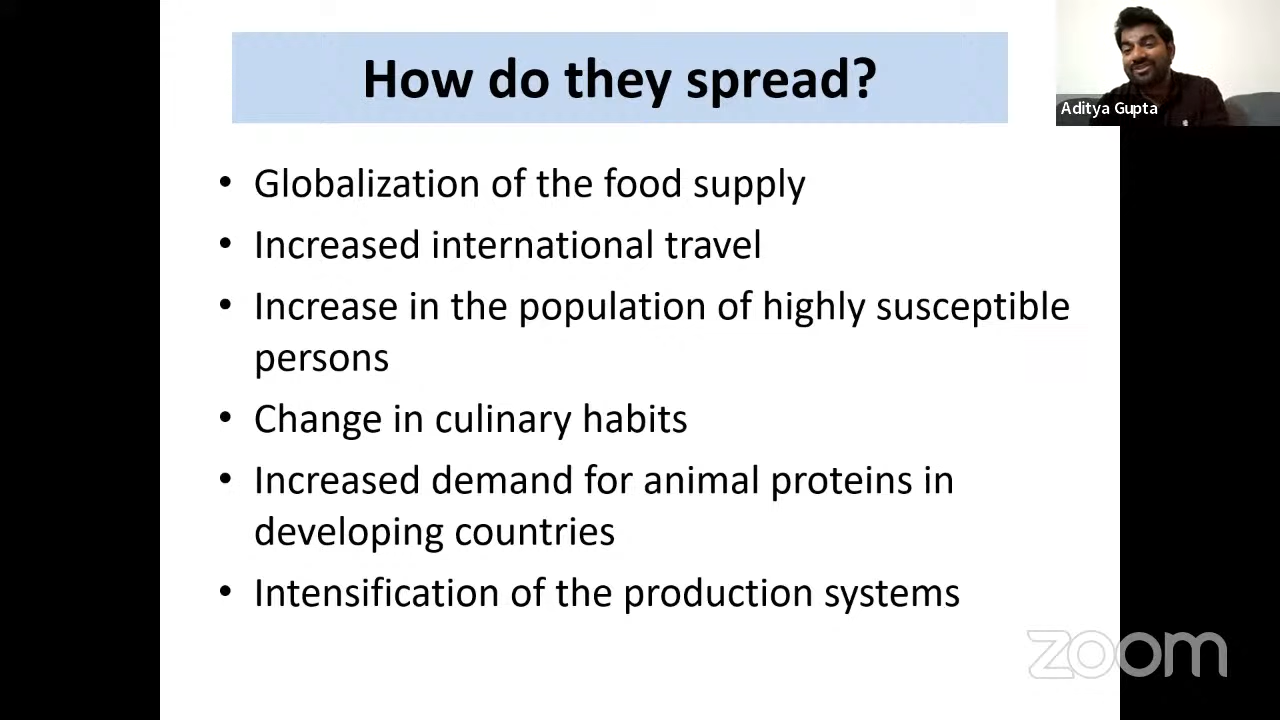 How do they spread?
Aditya Gupta
• Globalization of the food supply
• Increased international travel
• Increase in the population of highly susceptible
persons
• Change in culinary habits
• Increased demand for animal proteins in
developing countries
• Intensification of the production systems
zoom